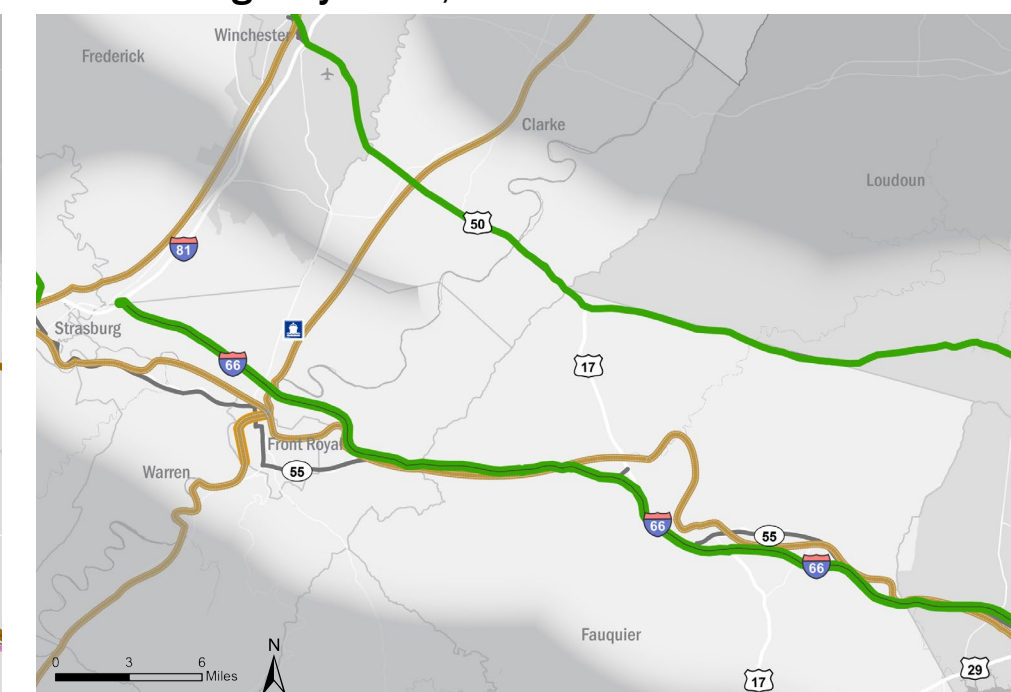 Winchester
Frederick
Clarke
Loudoun
50
81
Strasburg
66
17
Front Royal
55
Warren
66
55
66
Fauquier
N
0 3 6
Miles
29
17